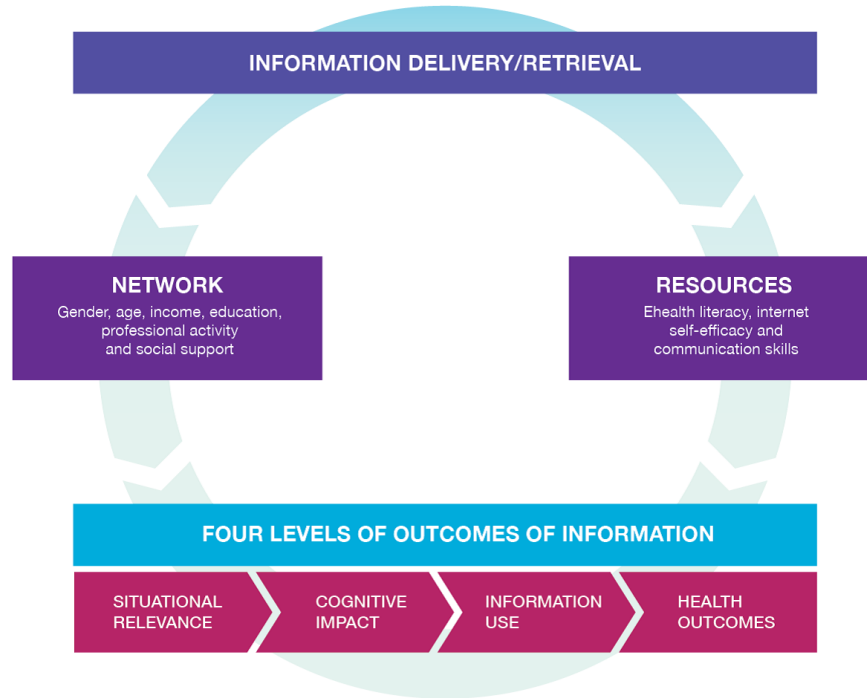 INFORMATION DELIVERY/RETRIEVAL
NETWORK
Gender, age, income, education,
professional activity
and social support
RESOURCES
Ehealth literacy, internet
self-efficacy and
communication skills
FOUR LEVELS OF OUTCOMES OF INFORMATION
SITUATIONAL
RELEVANCE
COGNITIVE
IMPACT
INFORMATION
USE
HEALTH
OUTCOMES